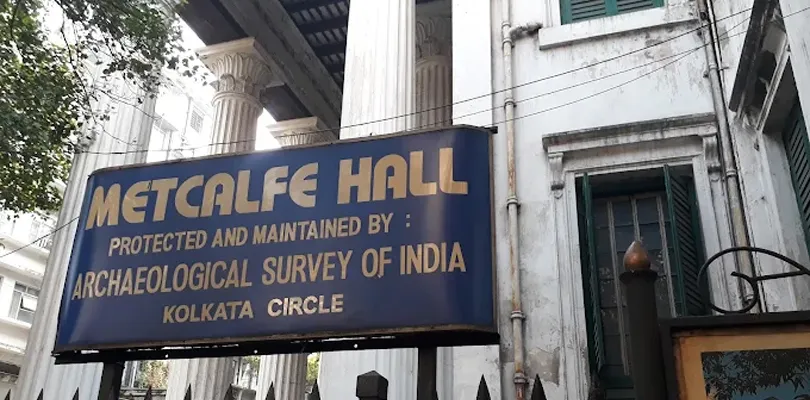 METCALFE HALL
PROTECTED AND MAINTAINED BY :
ARCHAEOLOGICAL SURVEY OF INDIA
KOLKATA CIRCLE